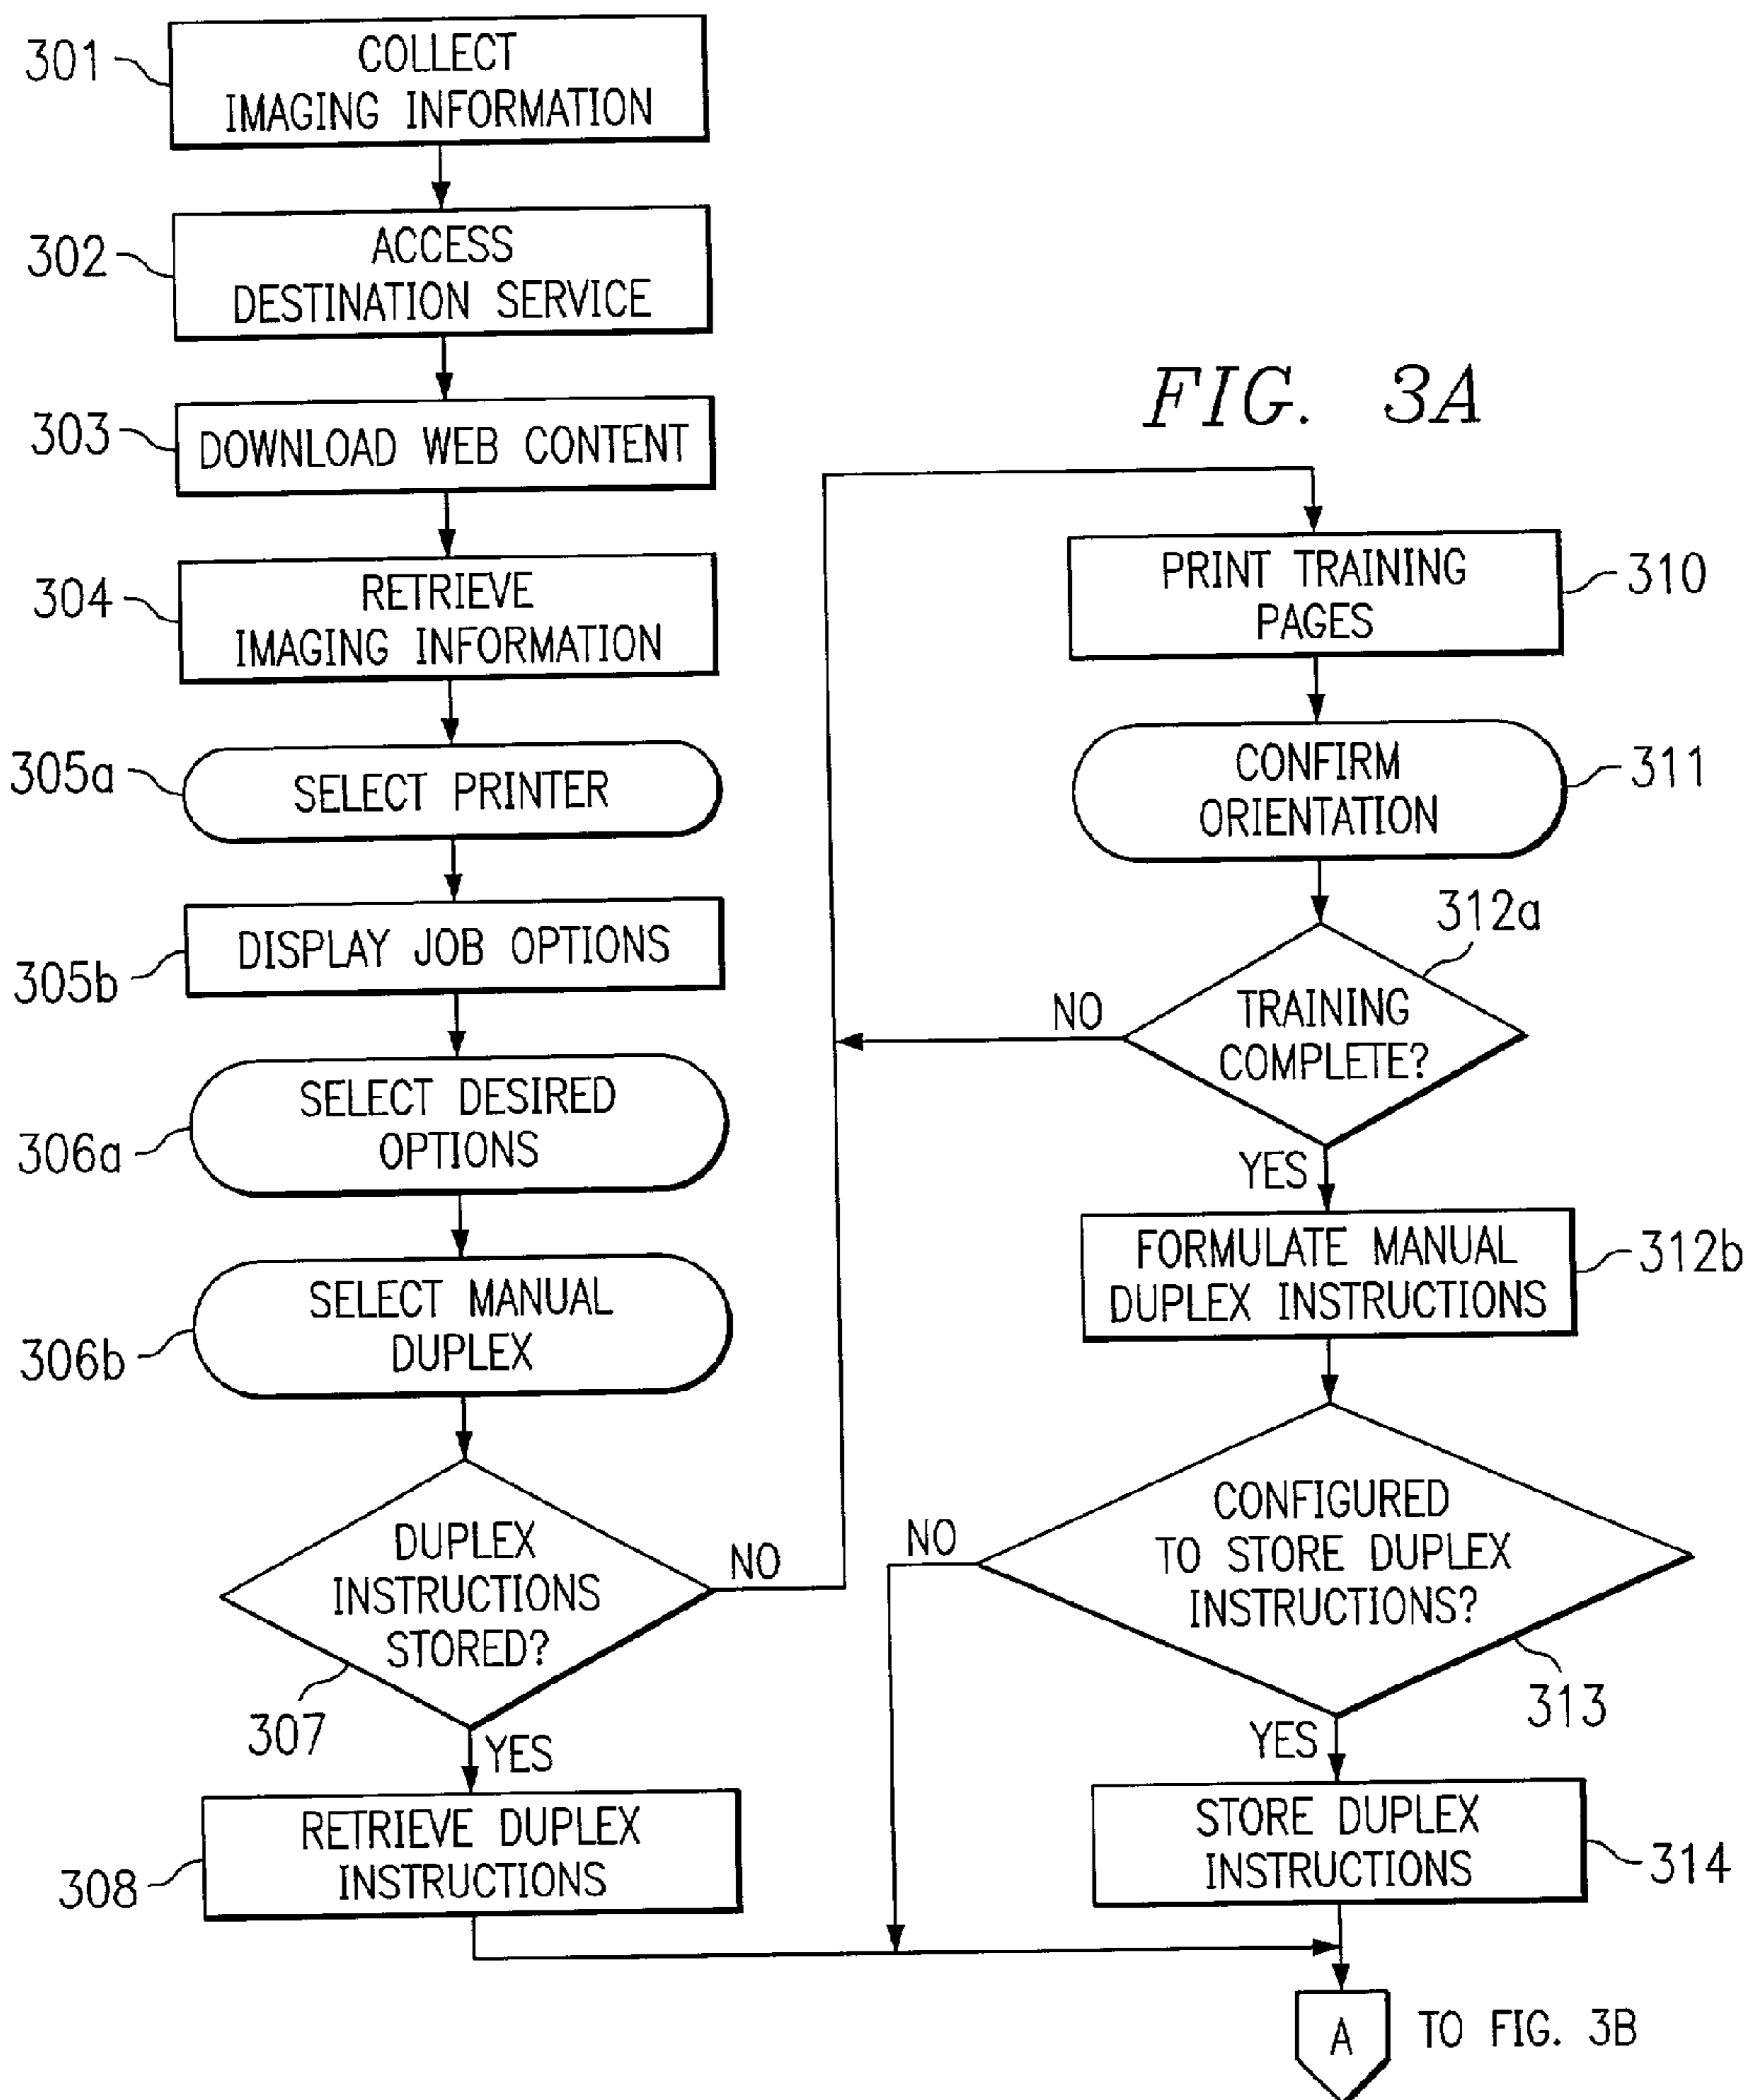 301
COLLECT
IMAGING INFORMATION
302
ACCESS
DESTINATION SERVICE
303
DOWNLOAD WEB CONTENT
304
RETRIEVE
IMAGING INFORMATION
305a
SELECT PRINTER
305b
DISPLAY JOB OPTIONS
306a
SELECT DESIRED
OPTIONS
306b
SELECT MANUAL
DUPLEX
DUPLEX
INSTRUCTIONS
STORED?
NO
307
YES
308
RETRIEVE DUPLEX
INSTRUCTIONS
FIG. 3A
PRINT TRAINING
PAGES
310
CONFIRM
ORIENTATION
311
312a
TRAINING
COMPLETE?
NO
YES
FORMULATE MANUAL
DUPLEX INSTRUCTIONS
312b
CONFIGURED
TO STORE DUPLEX
INSTRUCTIONS?
NO
313
YES
STORE DUPLEX
INSTRUCTIONS
314
A
TO FIG. 3B